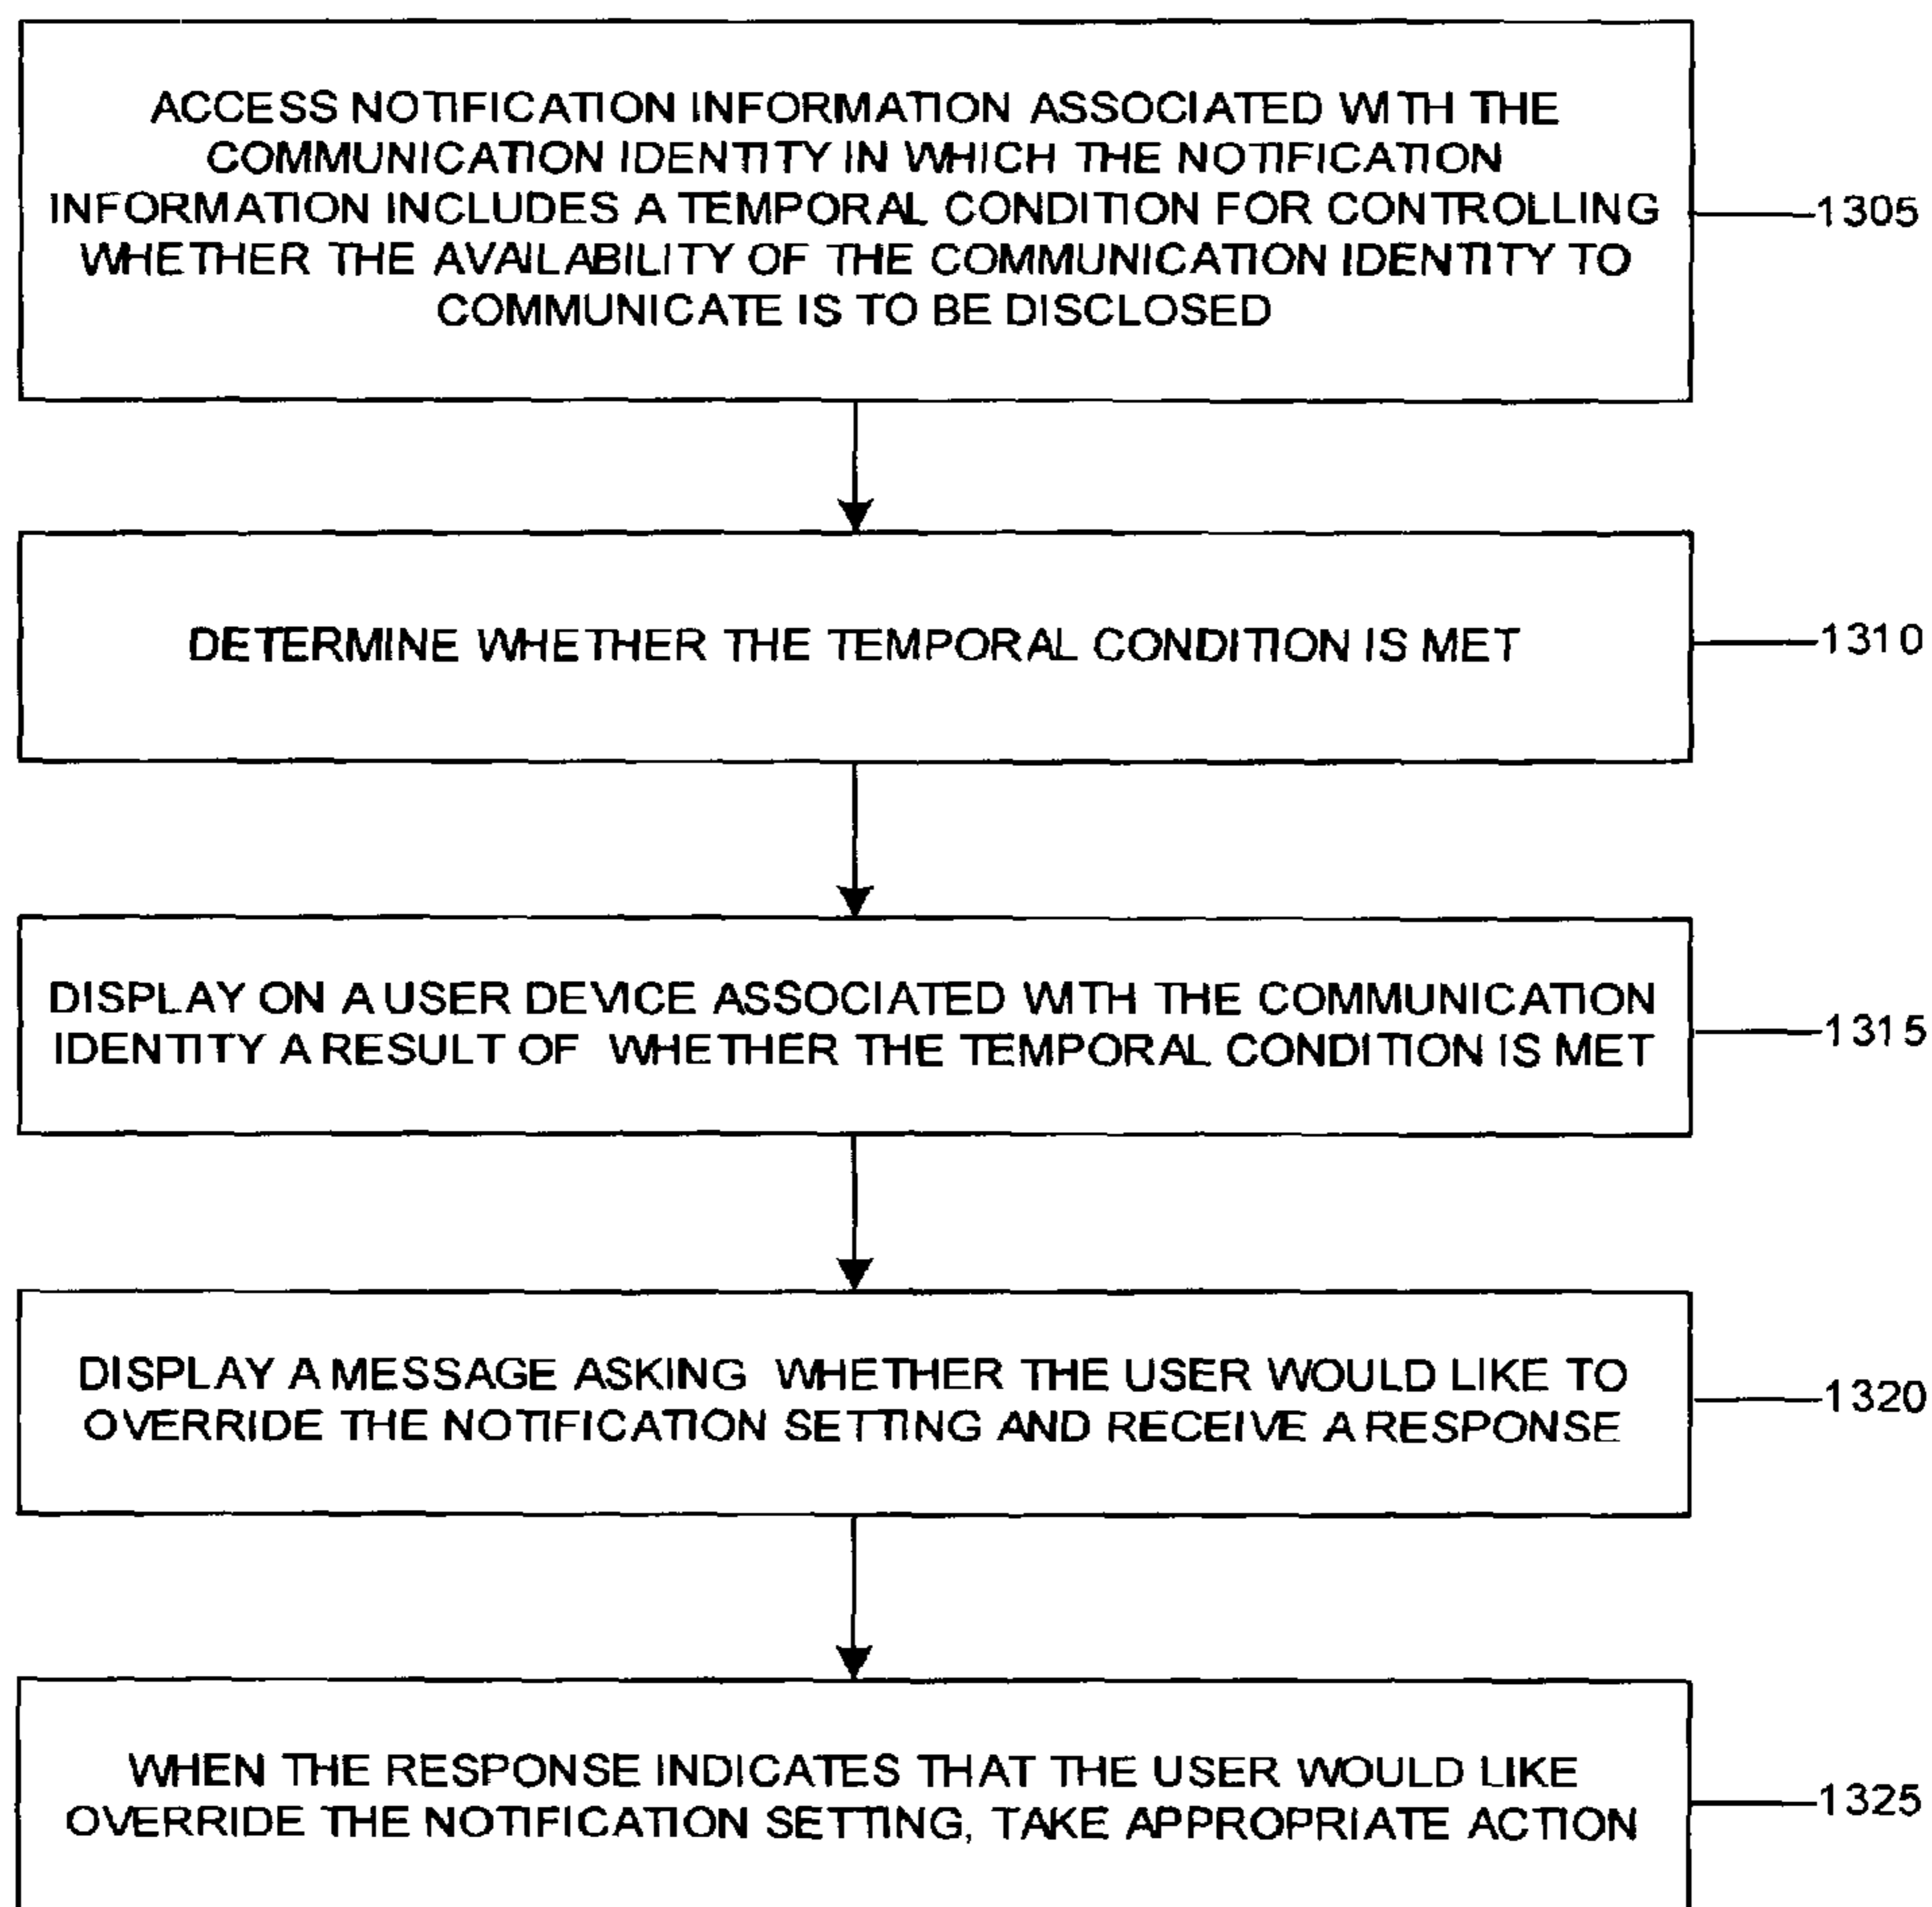 ACCESS NOTIFICATION INFORMATION ASSOCIATED WITH THE
COMMUNICATION IDENTITY IN WHICH THE NOTIFICATION
INFORMATION INCLUDES A TEMPORAL CONDITION FOR CONTROLLING
WHETHER THE AVAILABILITY OF THE COMMUNICATION IDENTITY TO
COMMUNICATE IS TO BE DISCLOSED
1305
DETERMINE WHETHER THE TEMPORAL CONDITION IS MET
1310
DISPLAY ON A USER DEVICE ASSOCIATED WITH THE COMMUNICATION
IDENTITY A RESULT OF WHETHER THE TEMPORAL CONDITION IS MET
1315
DISPLAY A MESSAGE ASKING WHETHER THE USER WOULD LIKE TO
OVERRIDE THE NOTIFICATION SETTING AND RECEIVE A RESPONSE
1320
WHEN THE RESPONSE INDICATES THAT THE USER WOULD LIKE
OVERRIDE THE NOTIFICATION SETTING, TAKE APPROPRIATE ACTION
1325